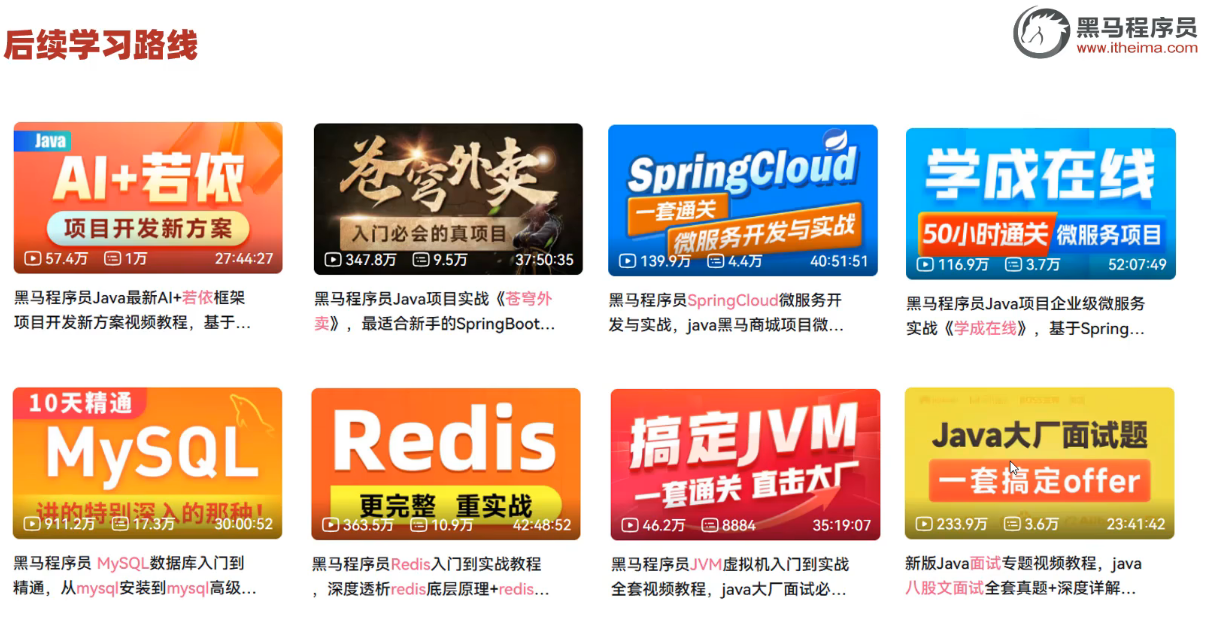 后续学习路线
黑马程序员
www.itheima.com
Java
AI+若依
项目开发新方案
57.4万 1万 27:44:27
黑马程序员Java最新AI+若依框架
项目开发新方案视频教程，基于...
苍穹外卖
入门必会的真项目
347.8万 9.5万 37:50:35
黑马程序员Java项目实战《苍穹外
卖》，最适合新手的SpringBoot...
SpringCloud
一套通关
微服务开发与实战
139.9万 4.4万 40:51:51
黑马程序员SpringCloud微服务开
发与实战，java黑马商城项目微...
学成在线
50小时通关 微服务项目
116.9万 3.7万 52:07:49
黑马程序员Java项目企业级微服务
实战《学成在线》，基于Spring...
10天精通
MySQL
讲的特别深入的那种！
911.2万 17.3万 30:00:52
黑马程序员 MySQL数据库入门到
精通，从mysql安装到mysql高级...
Redis
更完整 重实战
363.5万 10.9万 42:48:52
黑马程序员Redis入门到实战教程
，深度透析redis底层原理+redis...
搞定JVM
一套通关 直击大厂
46.2万 8884 35:19:07
黑马程序员JVM虚拟机入门到实战
全套视频教程，java大厂面试必...
Java大厂面试题
一套搞定offer
233.9万 3.6万 23:41:42
新版Java面试专题视频教程，java
八股文面试全套真题+深度详解...